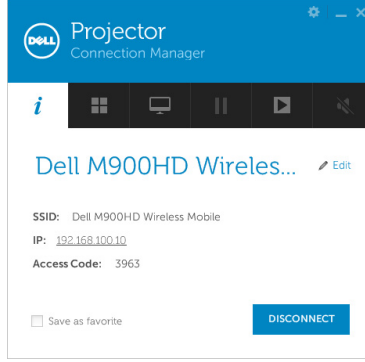 DELL
Projector
Connection Manager
i
Dell M900HD Wireles... Edit
SSID: Dell M900HD Wireless Mobile
IP: 192.168.100.10
Access Code: 3963
Save as favorite
DISCONNECT